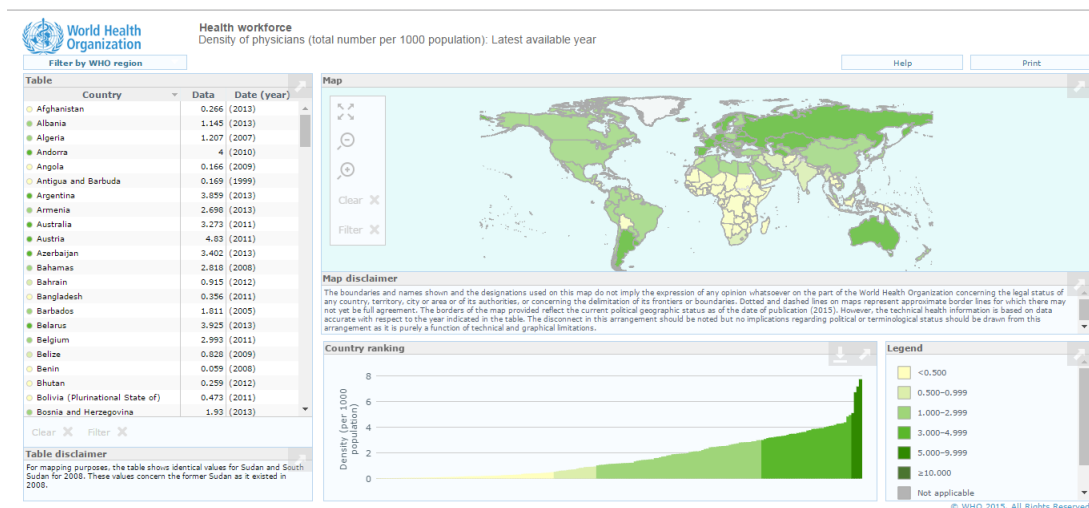 World Health
Organization
Health workforce
Density of physicians (total number per 1000 population): Latest available year
Filter by WHO region
Help
Print
Table
Country Data Date (year)
Afghanistan 0.266 (2013)
Albania 1.145 (2013)
Algeria 1.207 (2007)
Andorra 4 (2010)
Angola 0.166 (2009)
Antigua and Barbuda 0.169 (1999)
Argentina 3.859 (2013)
Armenia 2.698 (2013)
Australia 3.273 (2011)
Austria 4.83 (2011)
Azerbaijan 3.402 (2013)
Bahamas 2.818 (2008)
Bahrain 0.915 (2012)
Bangladesh 0.356 (2011)
Barbados 1.811 (2005)
Belarus 3.925 (2013)
Belgium 2.993 (2011)
Belize 0.828 (2009)
Benin 0.059 (2008)
Bhutan 0.259 (2012)
Bolivia (Plurinational State of) 0.473 (2011)
Bosnia and Herzegovina 1.93 (2013)
Clear Filter
Table disclaimer
For mapping purposes, the table shows identical values for Sudan and South
Sudan for 2008. These values concern the former Sudan as it existed in
2008.
Map
Clear
Filter
Map disclaimer
The boundaries and names shown and the designations used on this map do not imply the expression of any opinion whatsoever on the part of the World Health Organization concerning the legal status of
any country, territory, city or area or of its authorities, or concerning the delimitation of its frontiers or boundaries. Dotted and dashed lines on maps represent approximate border lines for which there may
not yet be full agreement. The borders of the map provided reflect the current political geographic status as of the date of publication (2015). However, the technical health information is based on data
accurate with respect to the year indicated in the table. The disconnect in this arrangement should be noted but no implications regarding political or terminological status should be drawn from this
arrangement as it is purely a function of technical and graphical limitations.
Country ranking
Density (per 1000
population)
8
6
4
2
0
Legend
<0.500
0.500–0.999
1.000–2.999
3.000–4.999
5.000–9.999
≥10.000
Not applicable
© WHO 2015. All Rights Reserved